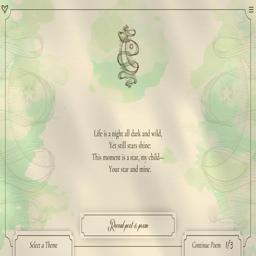 Life is a night all dark and wild,
Yet still stars shine:
This moment is a star, my child—
Your star and mine.
Reveal poet & poem
Select a Theme
Continue Poem 1/3